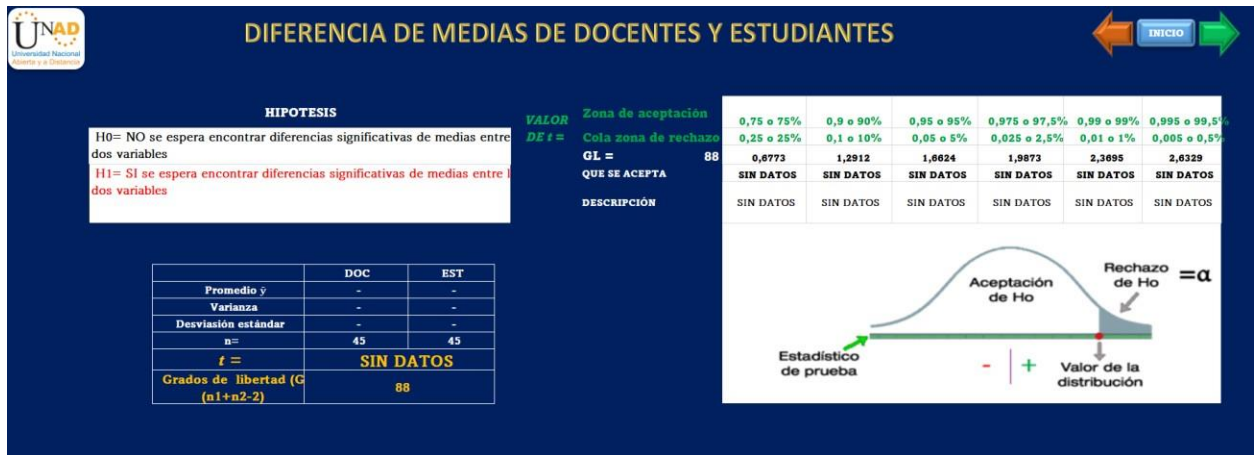 UNAD
Universidad Nacional
Abierta y a Distancia
DIFERENCIA DE MEDIAS DE DOCENTES Y ESTUDIANTES
INICIO
HIPOTESIS
H0= NO se espera encontrar diferencias significativas de medias entre
dos variables
H1= SI se espera encontrar diferencias significativas de medias entre l
dos variables
VALOR
DE t =
Zona de aceptación 0,75 o 75% 0,9 o 90% 0,95 o 95% 0,975 o 97,5% 0,99 o 99% 0,995 o 99,5%
Cola zona de rechazo 0,25 o 25% 0,1 o 10% 0,05 o 5% 0,025 o 2,5% 0,01 o 1% 0,005 o 0,5%
GL = 88 0,6773 1,2912 1,6624 1,9873 2,3695 2,6329
QUE SE ACEPTA SIN DATOS SIN DATOS SIN DATOS SIN DATOS SIN DATOS SIN DATOS
DESCRIPCIÓN SIN DATOS SIN DATOS SIN DATOS SIN DATOS SIN DATOS SIN DATOS
DOC EST
Promedio ȳ - -
Varianza - -
Desviasión estándar - -
n= 45 45
t = SIN DATOS
Grados de libertad (G
(n1+n2-2) 88
Aceptación
de Ho
Rechazo
de Ho =α
Estadístico
de prueba
- +
Valor de la
distribución